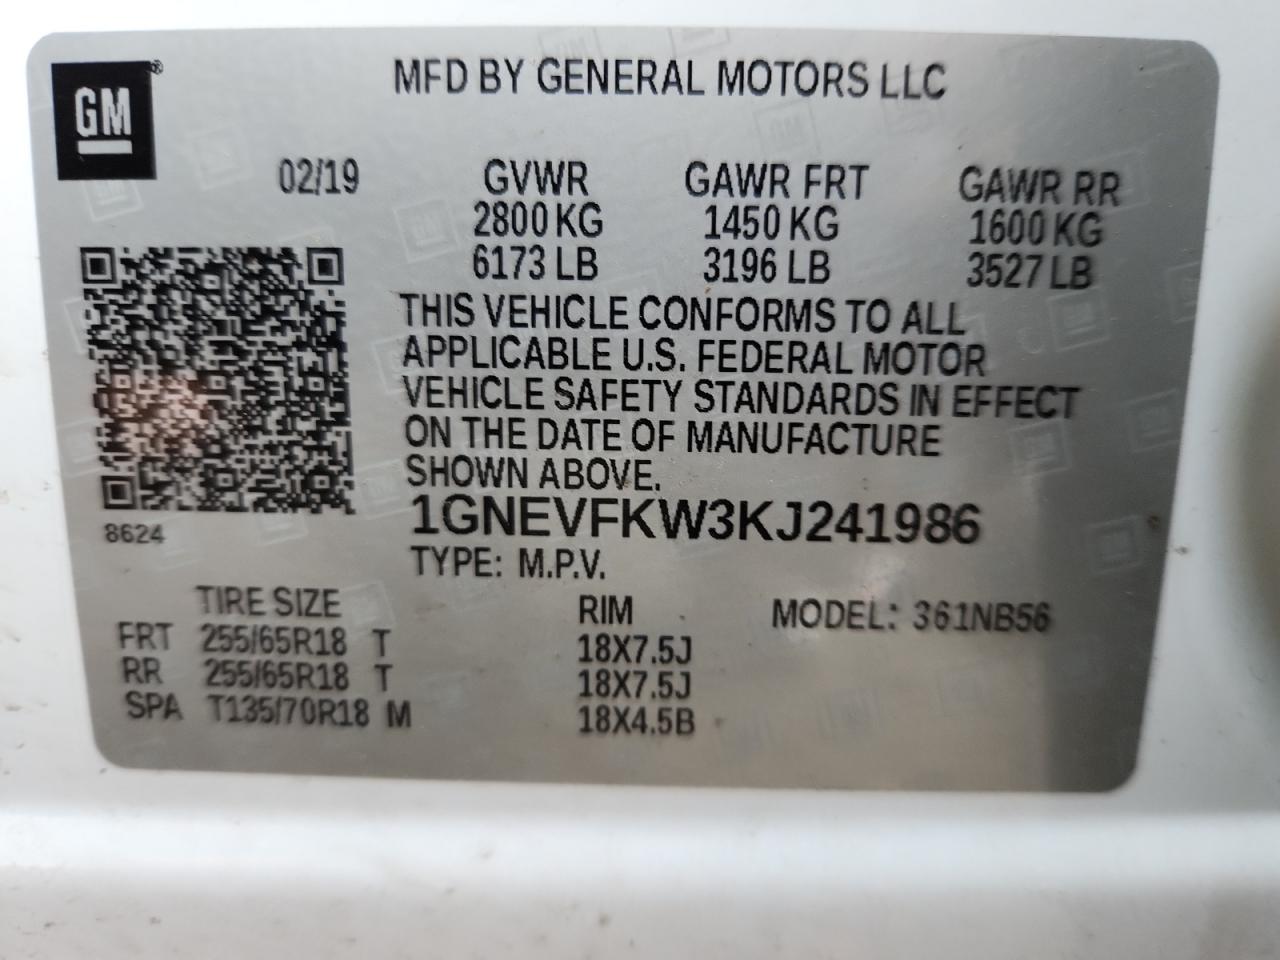 GM®
MFD BY GENERAL MOTORS LLC
02/19 GVWR GAWR FRT GAWR RR
2800 KG 1450 KG 1600 KG
6173 LB 3196 LB 3527 LB
THIS VEHICLE CONFORMS TO ALL
APPLICABLE U.S. FEDERAL MOTOR
VEHICLE SAFETY STANDARDS IN EFFECT
ON THE DATE OF MANUFACTURE
SHOWN ABOVE.
1GNEVFKW3KJ241986
8624
TYPE: M.P.V.
TIRE SIZE RIM MODEL: 361NB56
FRT 255/65R18 T 18X7.5J
RR 255/65R18 T 18X7.5J
SPA T135/70R18 M 18X4.5B